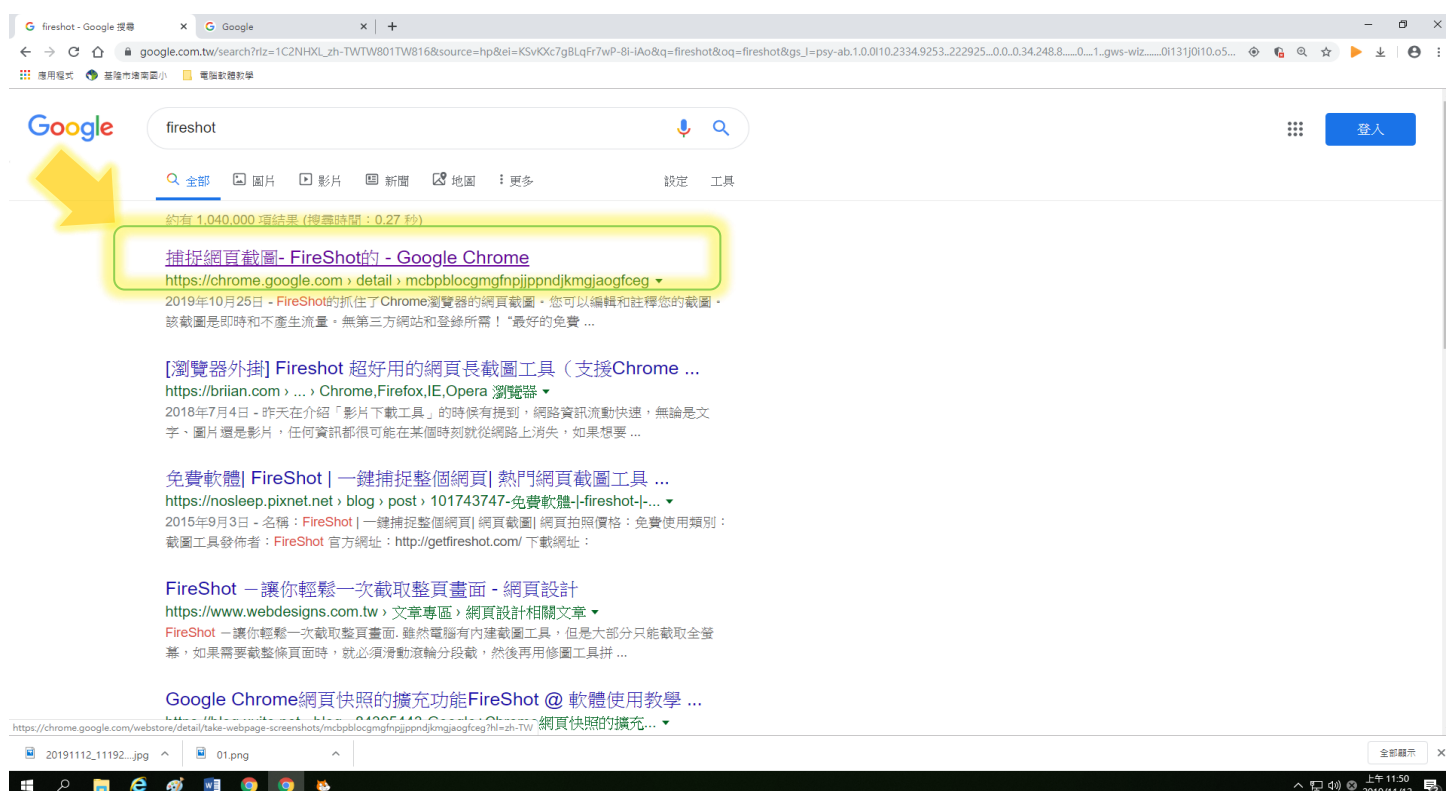 fireshot - Google 搜尋
Google
google.com.tw/search?rlz=1C2NHXL_zh-TWTW801TW816&source=hp&ei=KSvKXc7gBLqFr7wP-8i-iAo&q=fireshot&oq=fireshot&gs_l=psy-ab.1.0.0l10.2334.9253..222925...0.0..0.34.248.8......0....1..gws-wiz.......0i131j0i10.o5...
應用程式
電腦軟體教學
Google
fireshot
登入
全部 圖片 影片 新聞 地圖 更多 設定 工具
約有 1,040,000 項結果 (搜尋時間：0.27 秒)
捕捉網頁截圖- FireShot的 - Google Chrome
https://chrome.google.com › detail › mcbpblocgmgfnpjjppndjkmgjaogfceg
2019年10月25日 - FireShot的抓住了Chrome瀏覽器的網頁截圖。您可以編輯和註釋您的截圖。
該截圖是即時和不產生流量。無第三方網站和登錄所需！ “最好的免費 ...
[瀏覽器外掛] Fireshot 超好用的網頁長截圖工具（支援Chrome ...
https://briian.com › ... › Chrome,Firefox,IE,Opera 瀏覽器
2018年7月4日 - 昨天在介紹「影片下載工具」的時候有提到，網路資訊流動快速，無論是文
字、圖片還是影片，任何資訊都很可能在某個時刻就從網路上消失，如果想要 ...
免費軟體| FireShot | 一鍵捕捉整個網頁| 熱門網頁截圖工具 ...
https://nosleep.pixnet.net › blog › post › 101743747-免費軟體-|-fireshot-|-...
2015年9月3日 - 名稱：FireShot | 一鍵捕捉整個網頁| 網頁截圖| 網頁拍照價格：免費使用類別：
截圖工具發佈者：FireShot 官方網址：http://getfireshot.com/ 下載網址：
FireShot －讓你輕鬆一次截取整頁畫面 - 網頁設計
https://www.webdesigns.com.tw › 文章專區 › 網頁設計相關文章
FireShot －讓你輕鬆一次截取整頁畫面. 雖然電腦有內建截圖工具，但是大部分只能截取全螢
幕，如果需要截整條頁面時，就必須滑動滾輪分段截，然後再用修圖工具拼 ...
Google Chrome網頁快照的擴充功能FireShot @ 軟體使用教學 ...
網頁快照的擴充...
https://chrome.google.com/webstore/detail/take-webpage-screenshots/mcbpblocgmgfnpjjppndjkmgjaogfceg?hl=zh-TW
20191112_11192....jpg
01.png
全部顯示
上午 11:50